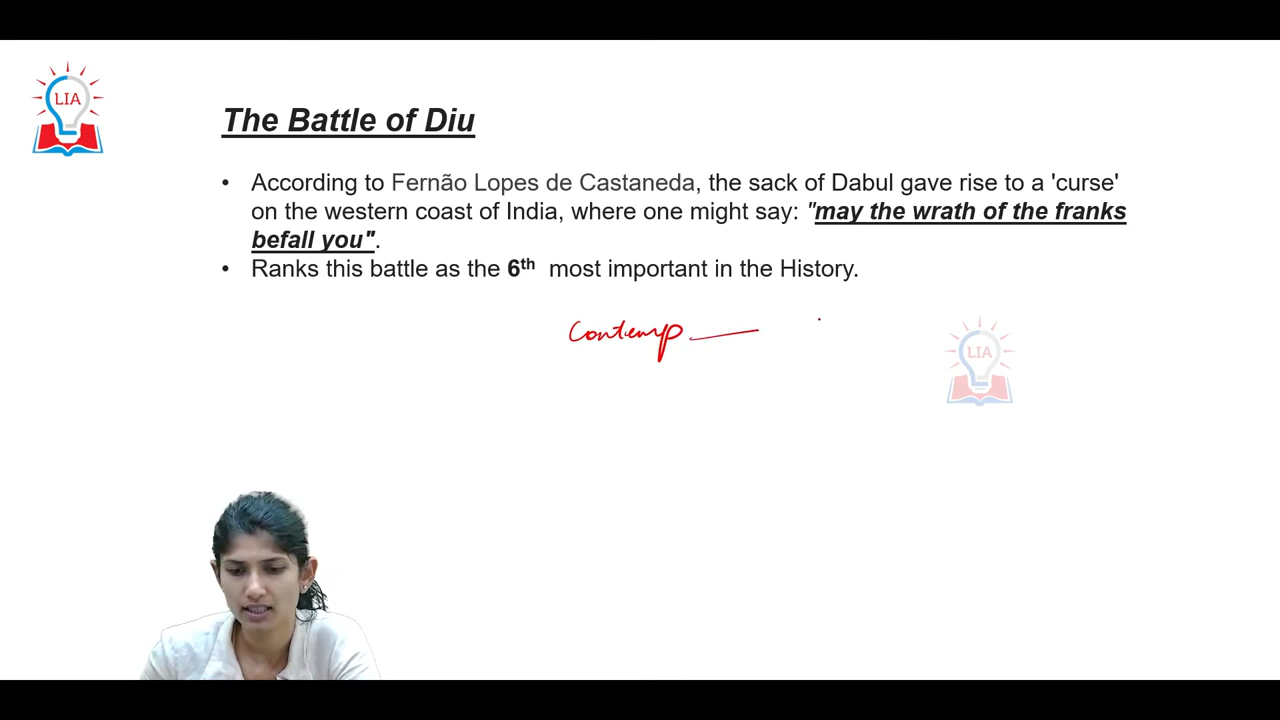 LIA
The Battle of Diu
• According to Fernão Lopes de Castaneda, the sack of Dabul gave rise to a 'curse'
on the western coast of India, where one might say: "may the wrath of the franks
befall you".
• Ranks this battle as the 6th most important in the History.
Contemp
LIA